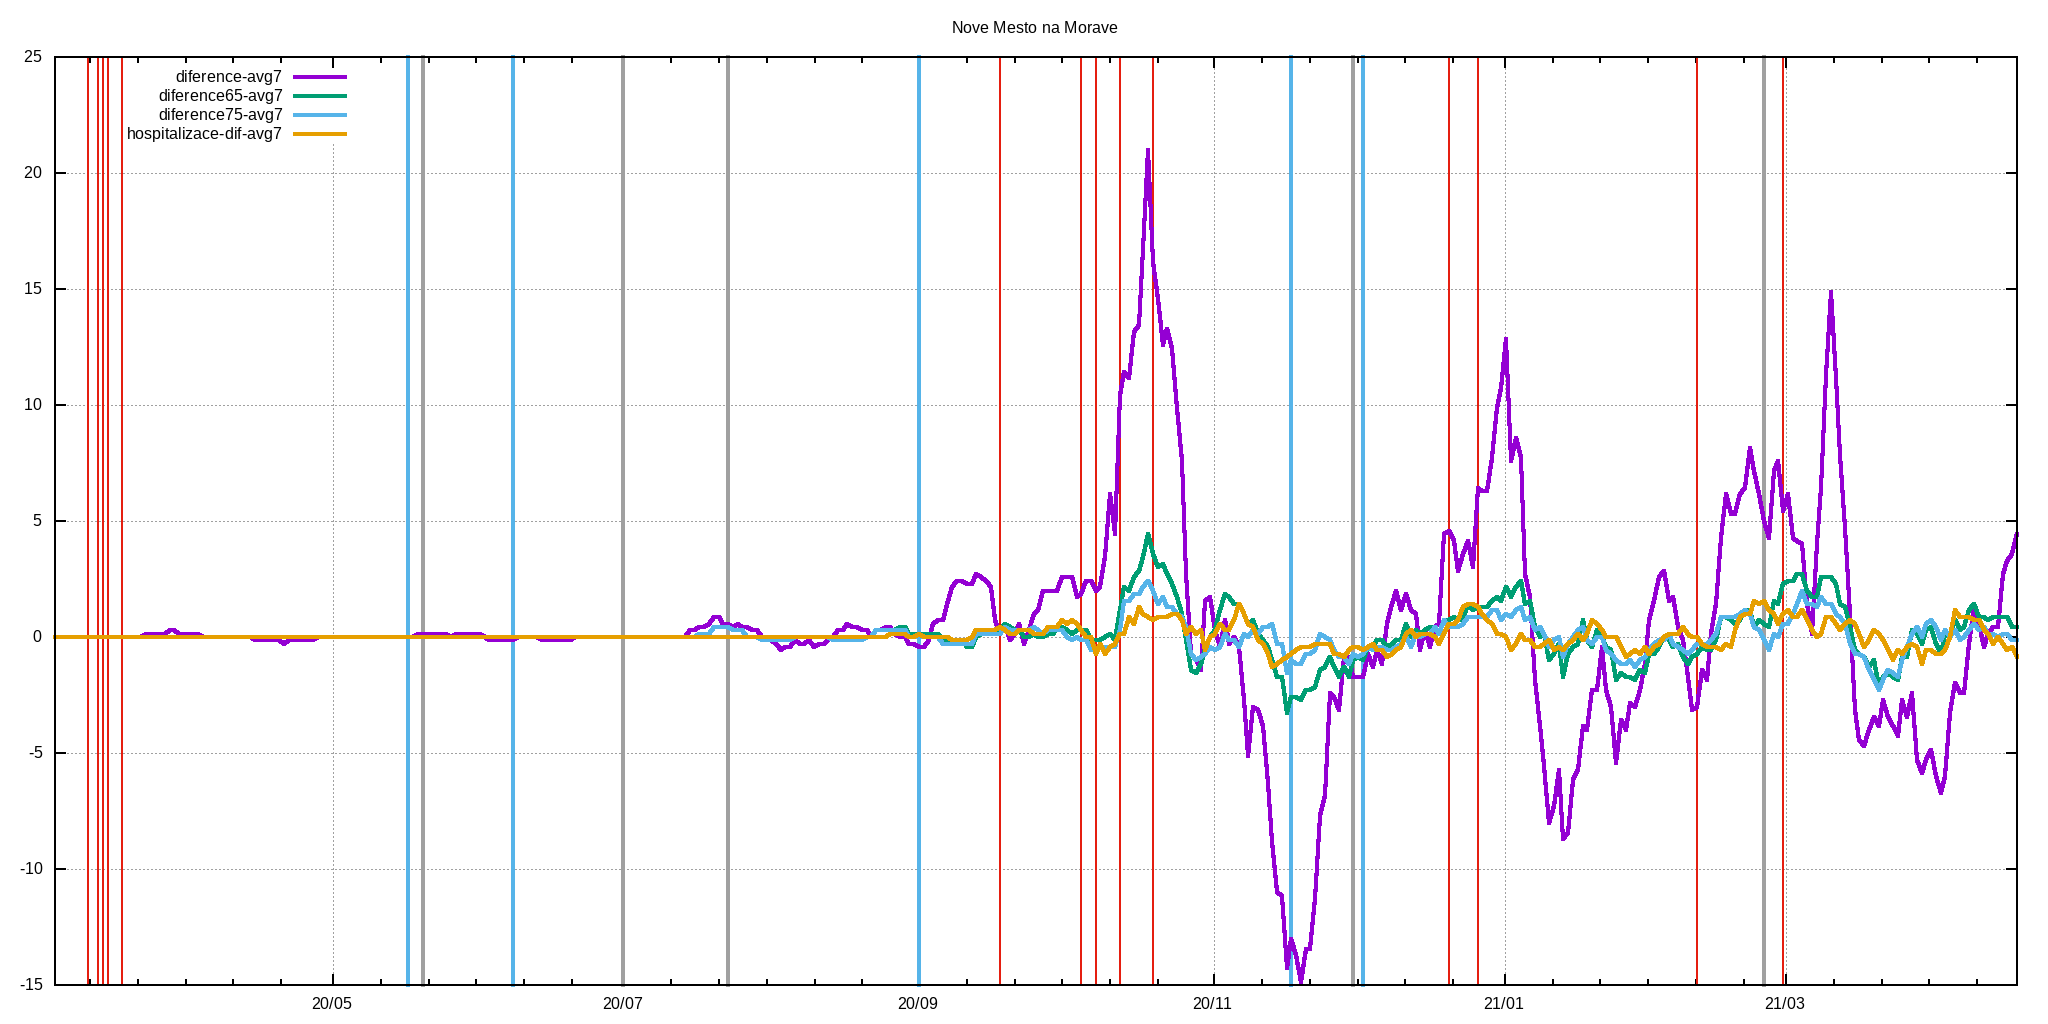 Nove Mesto na Morave
diference-avg7
diference65-avg7
diference75-avg7
hospitalizace-dif-avg7
25
20
15
10
5
0
-5
-10
-15
20/05 20/07 20/09 20/11 21/01 21/03